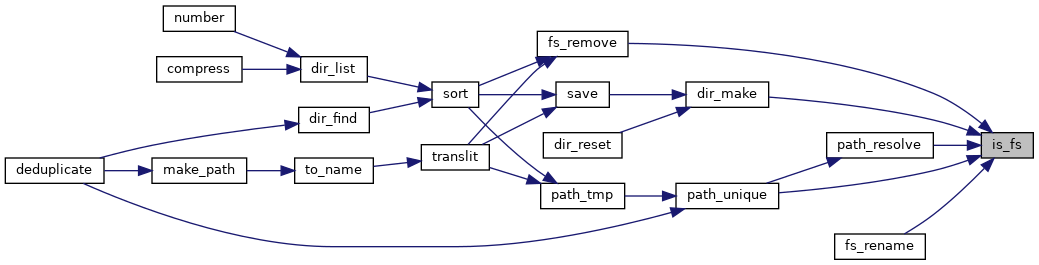 number
compress
dir_list
fs_remove
sort
save
dir_make
dir_find
dir_reset
path_resolve
is_fs
deduplicate
make_path
to_name
translit
path_tmp
path_unique
fs_rename